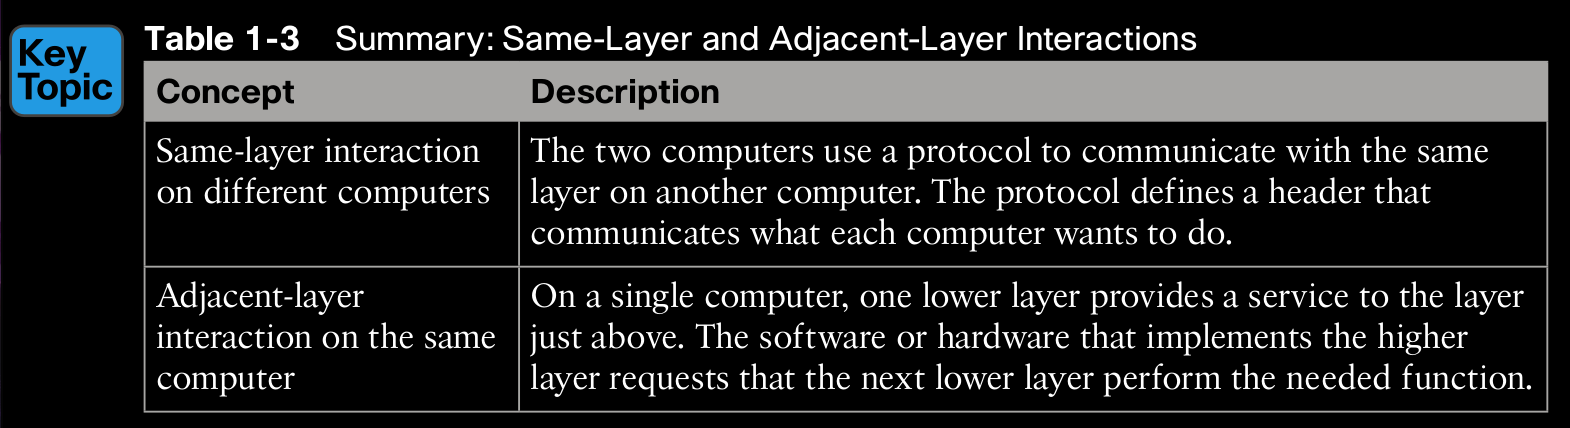 Key
Topic
Table 1-3 Summary: Same-Layer and Adjacent-Layer Interactions
Concept Description
Same-layer interaction
on different computers
The two computers use a protocol to communicate with the same
layer on another computer. The protocol defines a header that
communicates what each computer wants to do.
Adjacent-layer
interaction on the same
computer
On a single computer, one lower layer provides a service to the layer
just above. The software or hardware that implements the higher
layer requests that the next lower layer perform the needed function.